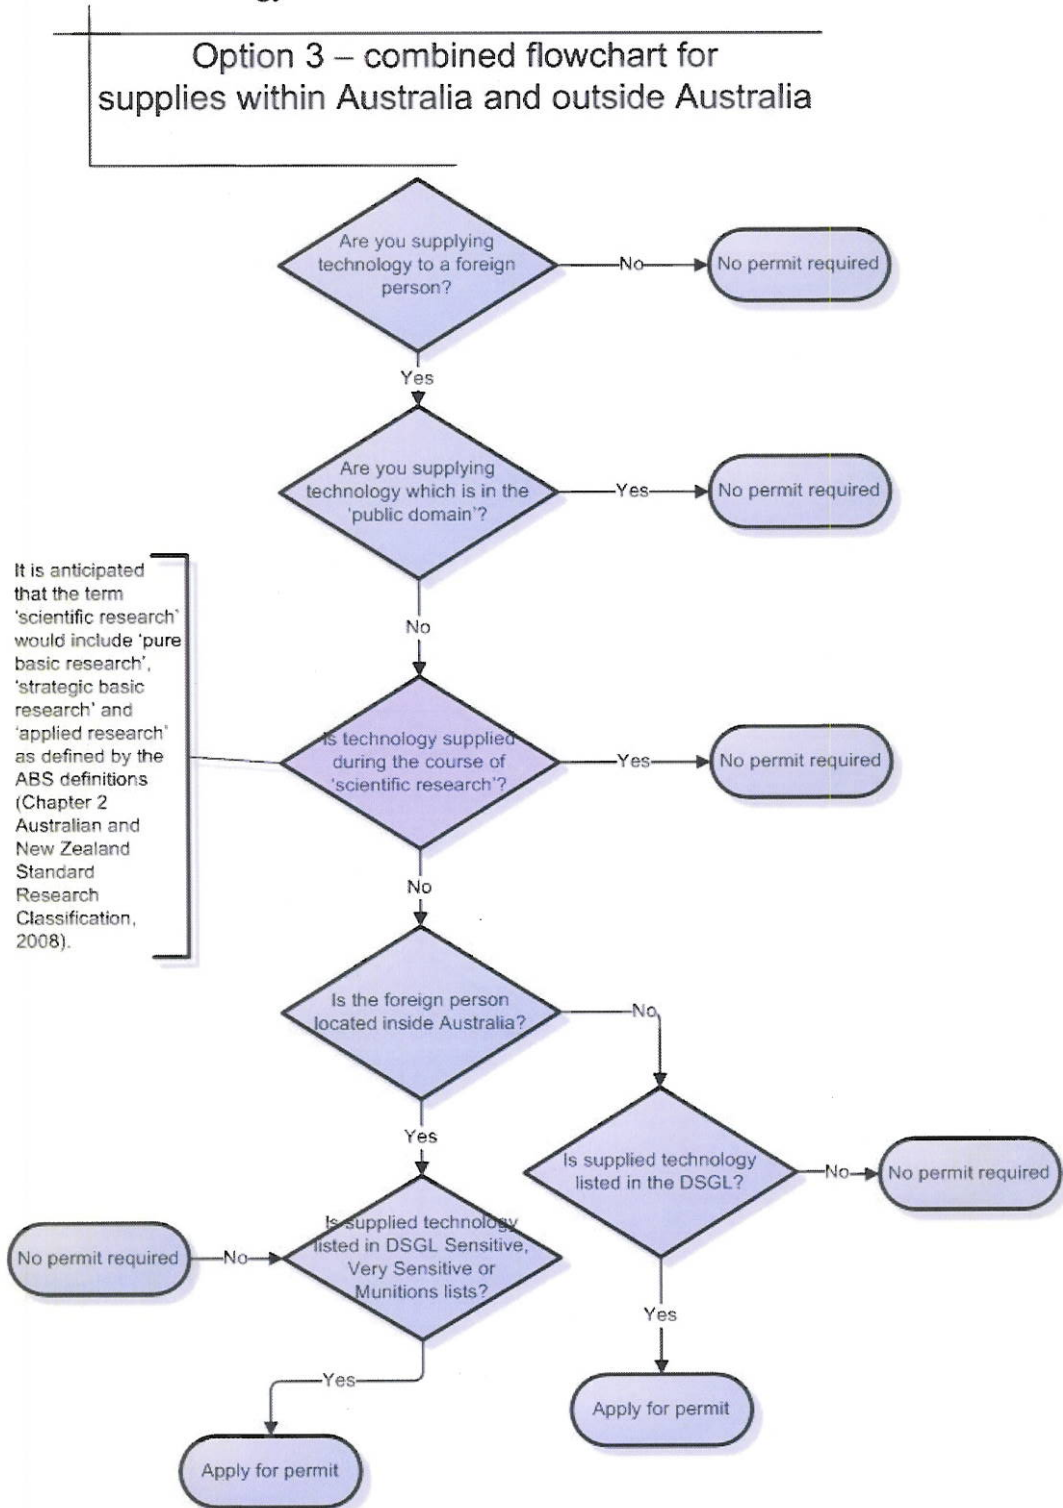 Option 3 – combined flowchart for
supplies within Australia and outside Australia
Are you supplying
technology to a foreign
person?
No
No permit required
Yes
Are you supplying
technology which is in the
'public domain'?
Yes
No permit required
No
It is anticipated
that the term
'scientific research'
would include 'pure
basic research',
'strategic basic
research' and
'applied research'
as defined by the
ABS definitions
(Chapter 2
Australian and
New Zealand
Standard
Research
Classification,
2008).
Is technology supplied
during the course of
'scientific research'?
Yes
No permit required
No
Is the foreign person
located inside Australia?
No
Yes
Is supplied technology
listed in the DSGL?
No
No permit required
Is supplied technology
listed in DSGL Sensitive,
Very Sensitive or
Munitions lists?
No
No permit required
Yes
Apply for permit
Yes
Apply for permit